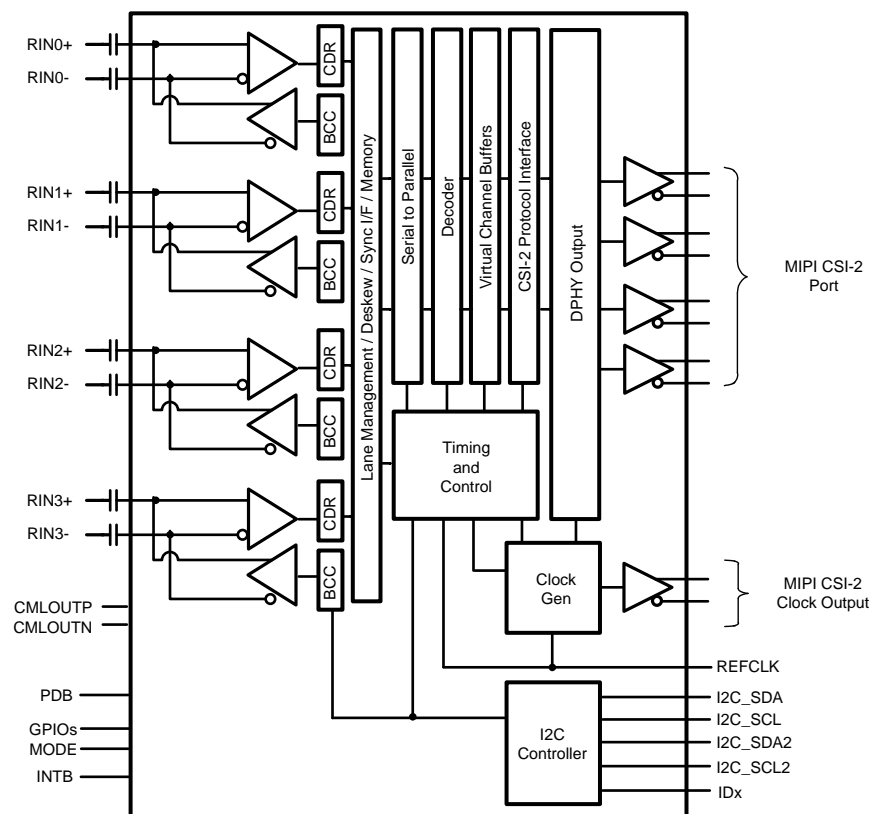 RIN0+
RIN0-
CDR
BCC
RIN1+
RIN1-
CDR
BCC
RIN2+
RIN2-
CDR
BCC
RIN3+
RIN3-
CDR
BCC
Lane Management / Deskew / Sync I/F / Memory
Serial to Parallel
Decoder
Virtual Channel Buffers
CSI-2 Protocol Interface
DPHY Output
MIPI CSI-2
Port
Timing
and
Control
Clock
Gen
MIPI CSI-2
Clock Output
CMLOUTP
CMLOUTN
REFCLK
PDB
GPIOs
MODE
INTB
I2C
Controller
I2C_SDA
I2C_SCL
I2C_SDA2
I2C_SCL2
IDx